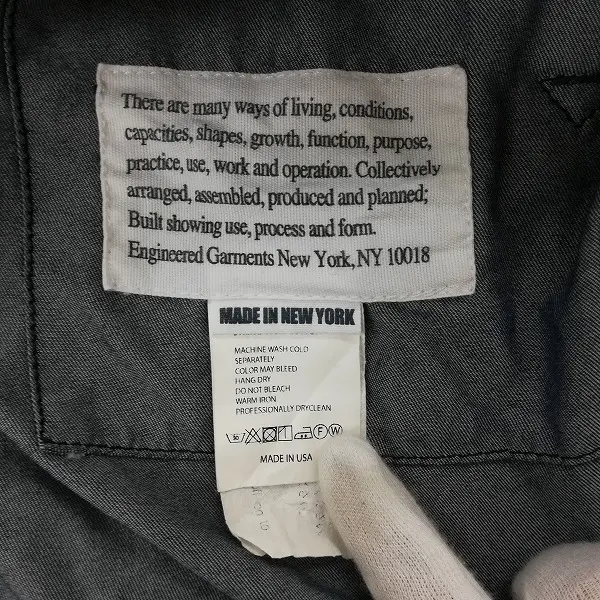 There are many ways of living, conditions,
capacities, shapes, growth, function, purpose,
practice, use, work and operation. Collectively
arranged, assembled, produced and planned;
Built showing use, process and form.
Engineered Garments New York, NY 10018
MADE IN NEW YORK
MACHINE WASH COLD
SEPARATELY
COLOR MAY BLEED
HANG DRY
DO NOT BLEACH
WARM IRON
PROFESSIONALLY DRYCLEAN
30 F W
MADE IN USA